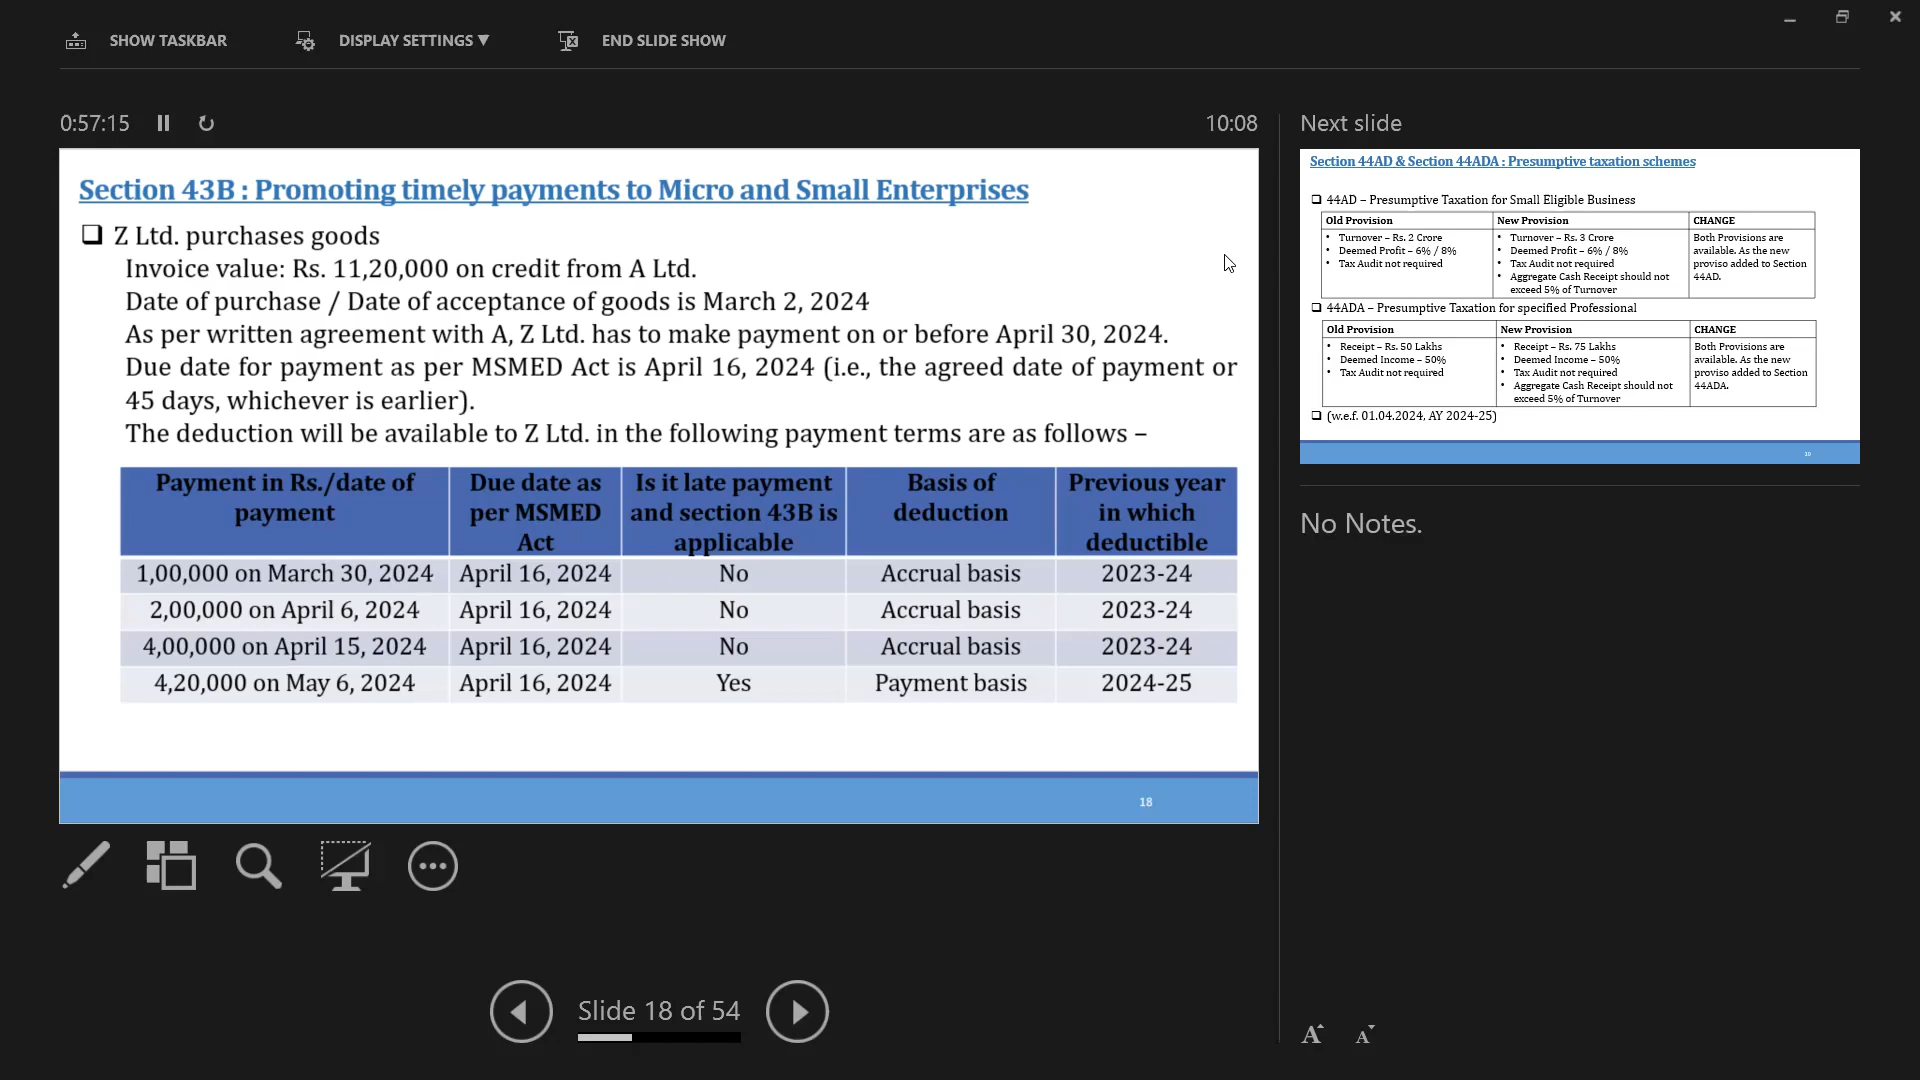 SHOW TASKBAR
DISPLAY SETTINGS ▼
END SLIDE SHOW
0:57:15
10:08
Section 43B : Promoting timely payments to Micro and Small Enterprises
❑ Z Ltd. purchases goods
Invoice value: Rs. 11,20,000 on credit from A Ltd.
Date of purchase / Date of acceptance of goods is March 2, 2024
As per written agreement with A, Z Ltd. has to make payment on or before April 30, 2024.
Due date for payment as per MSMED Act is April 16, 2024 (i.e., the agreed date of payment or
45 days, whichever is earlier).
The deduction will be available to Z Ltd. in the following payment terms are as follows –
Payment in Rs./date of payment | Due date as per MSMED Act | Is it late payment and section 43B is applicable | Basis of deduction | Previous year in which deductible
1,00,000 on March 30, 2024 | April 16, 2024 | No | Accrual basis | 2023-24
2,00,000 on April 6, 2024 | April 16, 2024 | No | Accrual basis | 2023-24
4,00,000 on April 15, 2024 | April 16, 2024 | No | Accrual basis | 2023-24
4,20,000 on May 6, 2024 | April 16, 2024 | Yes | Payment basis | 2024-25
18
Slide 18 of 54
Next slide
Section 44AD & Section 44ADA : Presumptive taxation schemes
❑ 44AD – Presumptive Taxation for Small Eligible Business
Old Provision | New Provision | CHANGE
• Turnover – Rs. 2 Crore
• Deemed Profit – 6% / 8%
• Tax Audit not required
• Turnover – Rs. 3 Crore
• Deemed Profit – 6% / 8%
• Tax Audit not required
• Aggregate Cash Receipt should not
exceed 5% of Turnover
Both Provisions are
available. As the new
proviso added to Section
44AD.
❑ 44ADA – Presumptive Taxation for specified Professional
Old Provision | New Provision | CHANGE
• Receipt – Rs. 50 Lakhs
• Deemed Income – 50%
• Tax Audit not required
• Receipt – Rs. 75 Lakhs
• Deemed Income – 50%
• Tax Audit not required
• Aggregate Cash Receipt should not
exceed 5% of Turnover
Both Provisions are
available. As the new
proviso added to Section
44ADA.
❑ (w.e.f. 01.04.2024, AY 2024-25)
No Notes.
A A